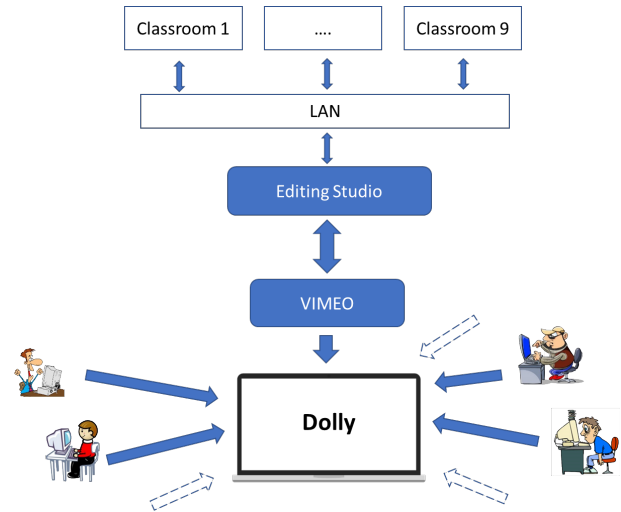 Classroom 1
....
Classroom 9
LAN
Editing Studio
VIMEO
Dolly